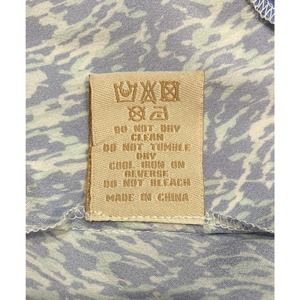 DO NOT DRY
CLEAN
DO NOT TUMBLE
DRY
COOL IRON ON
REVERSE
DO NOT BLEACH
MADE IN CHINA